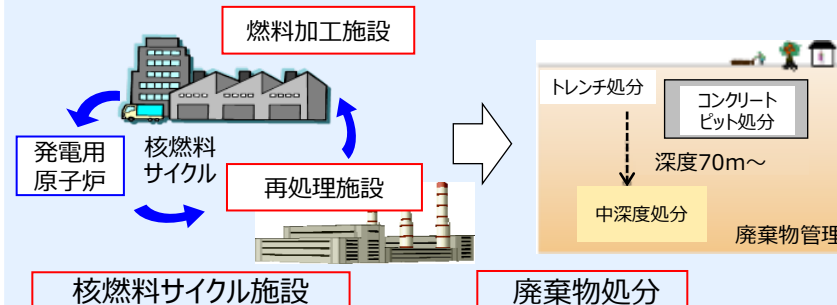 燃料加工施設
発電用
原子炉
核燃料
サイクル
再処理施設
核燃料サイクル施設
トレンチ処分
コンクリート
ピット処分
深度70m～
中深度処分
廃棄物管理
廃棄物処分